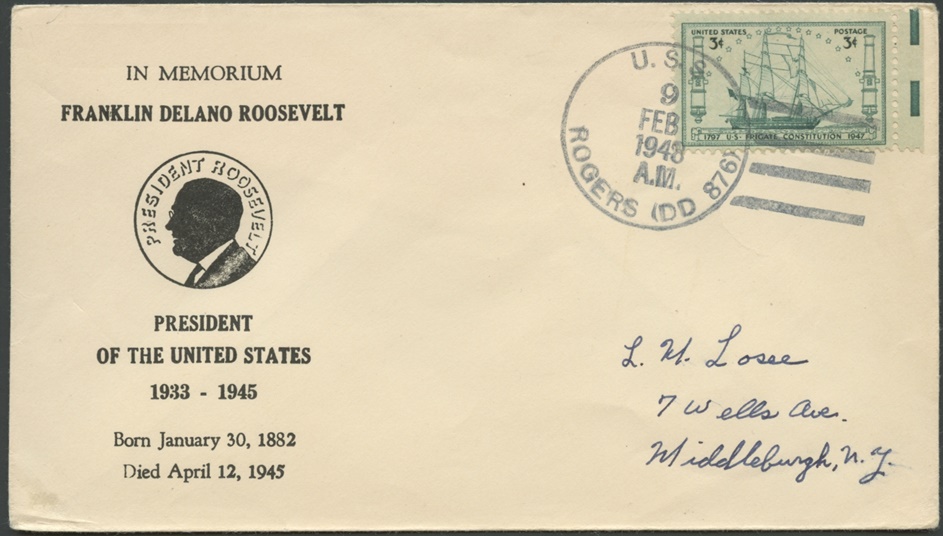 IN MEMORIUM
FRANKLIN DELANO ROOSEVELT
PRESIDENT ROOSEVELT
PRESIDENT
OF THE UNITED STATES
1933 - 1945
Born January 30, 1882
Died April 12, 1945
U. S. S.
9
FEB
1948
A.M.
ROGERS (DD 876)
UNITED STATES POSTAGE
3¢ 3¢
1797 U.S. FRIGATE CONSTITUTION 1947
L. M. Losee
7 Wells Ave.
Middleburgh, N.Y.